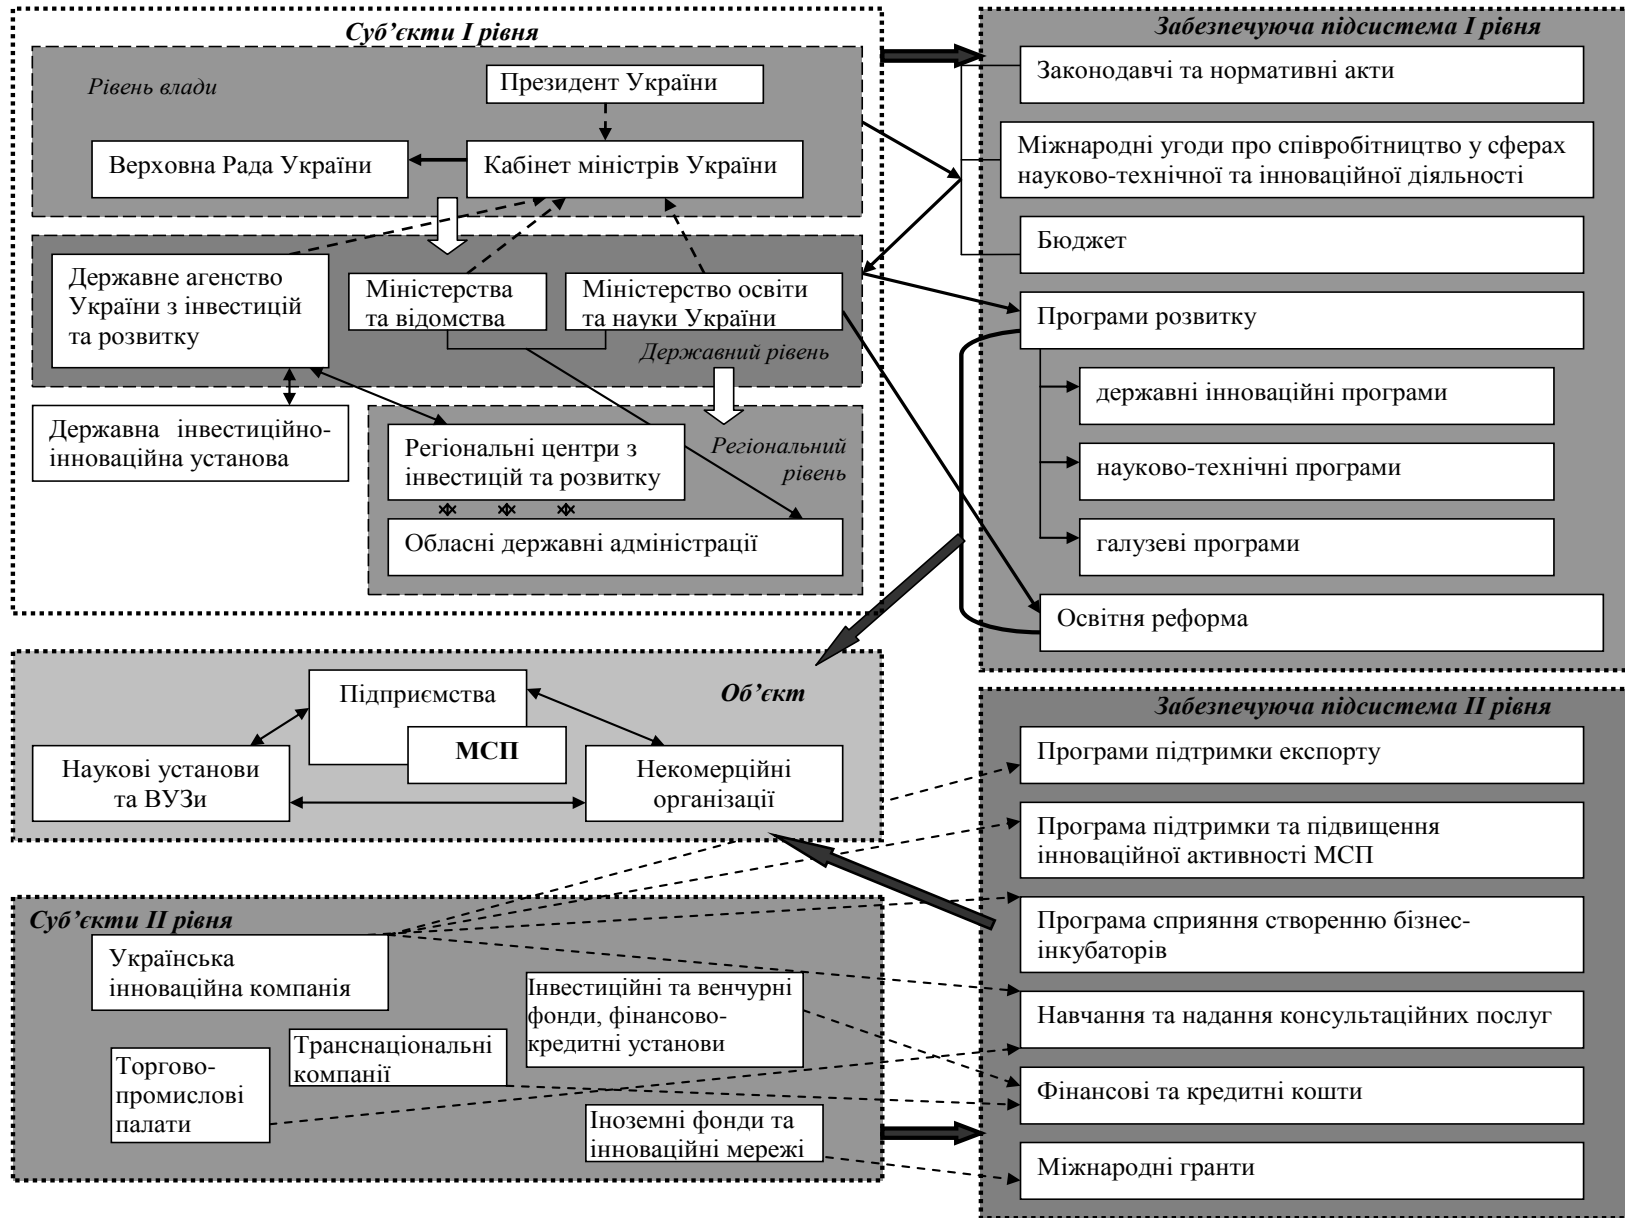 Суб’єкти І рівня
Рівень влади
Президент України
Верховна Рада України
Кабінет міністрів України
Державне агенство
України з інвестицій
та розвитку
Міністерства
та відомства
Міністерство освіти
та науки України
Державний рівень
Державна інвестиційно-
інноваційна установа
Регіональні центри з
інвестицій та розвитку
Регіональний
рівень
Обласні державні адміністрації
Забезпечуюча підсистема І рівня
Законодавчі та нормативні акти
Міжнародні угоди про співробітництво у сферах
науково-технічної та інноваційної діяльності
Бюджет
Програми розвитку
державні інноваційні програми
науково-технічні програми
галузеві програми
Освітня реформа
Об’єкт
Підприємства
МСП
Наукові установи
та ВУЗи
Некомерційні
організації
Забезпечуюча підсистема ІІ рівня
Програми підтримки експорту
Програма підтримки та підвищення
інноваційної активності МСП
Програма сприяння створенню бізнес-
інкубаторів
Навчання та надання консультаційних послуг
Фінансові та кредитні кошти
Міжнародні гранти
Суб’єкти ІІ рівня
Українська
інноваційна компанія
Інвестиційні та венчурні
фонди, фінансово-
кредитні установи
Транснаціональні
компанії
Торгово-
промислові
палати
Іноземні фонди та
інноваційні мережі